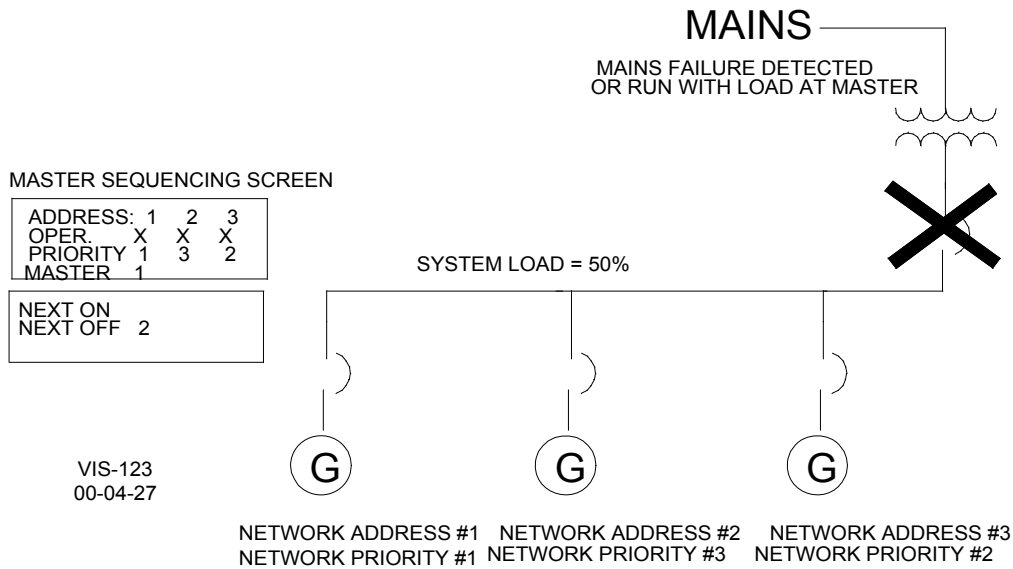 MAINS
MAINS FAILURE DETECTED
OR RUN WITH LOAD AT MASTER
MASTER SEQUENCING SCREEN
ADDRESS: 1 2 3
OPER. X X X
PRIORITY 1 3 2
MASTER 1
NEXT ON
NEXT OFF 2
SYSTEM LOAD = 50%
G G G
VIS-123
00-04-27
NETWORK ADDRESS #1 NETWORK ADDRESS #2 NETWORK ADDRESS #3
NETWORK PRIORITY #1 NETWORK PRIORITY #3 NETWORK PRIORITY #2